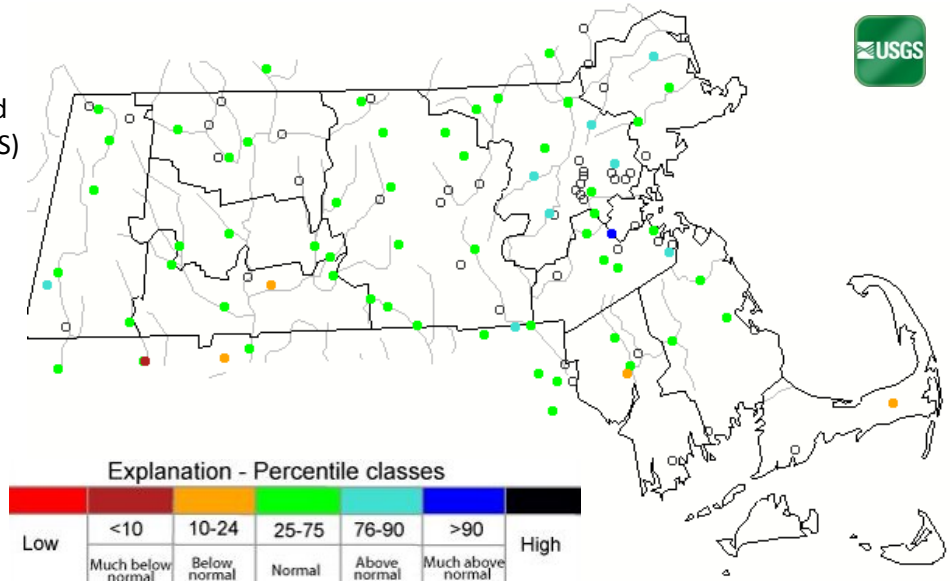 USGS
d
S)
Explanation - Percentile classes
Low
<10
10-24
25-75
76-90
>90
High
Much below
normal
Below
normal
Normal
Above
normal
Much above
normal